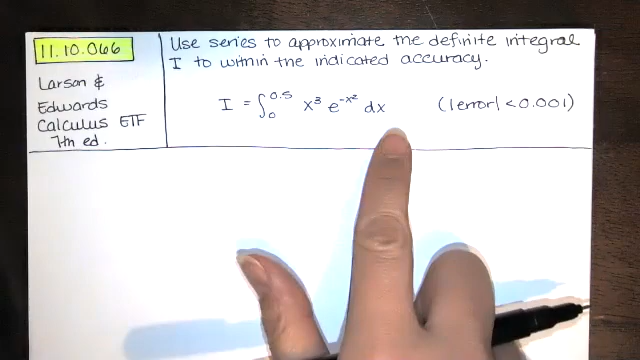 11.10.066
Larson &
Edwards
Calculus ETF
7th ed.
Use series to approximate the definite integral
I to within the indicated accuracy.
I = ∫₀^0.5 x³ e^-x² dx (|error| < 0.001)